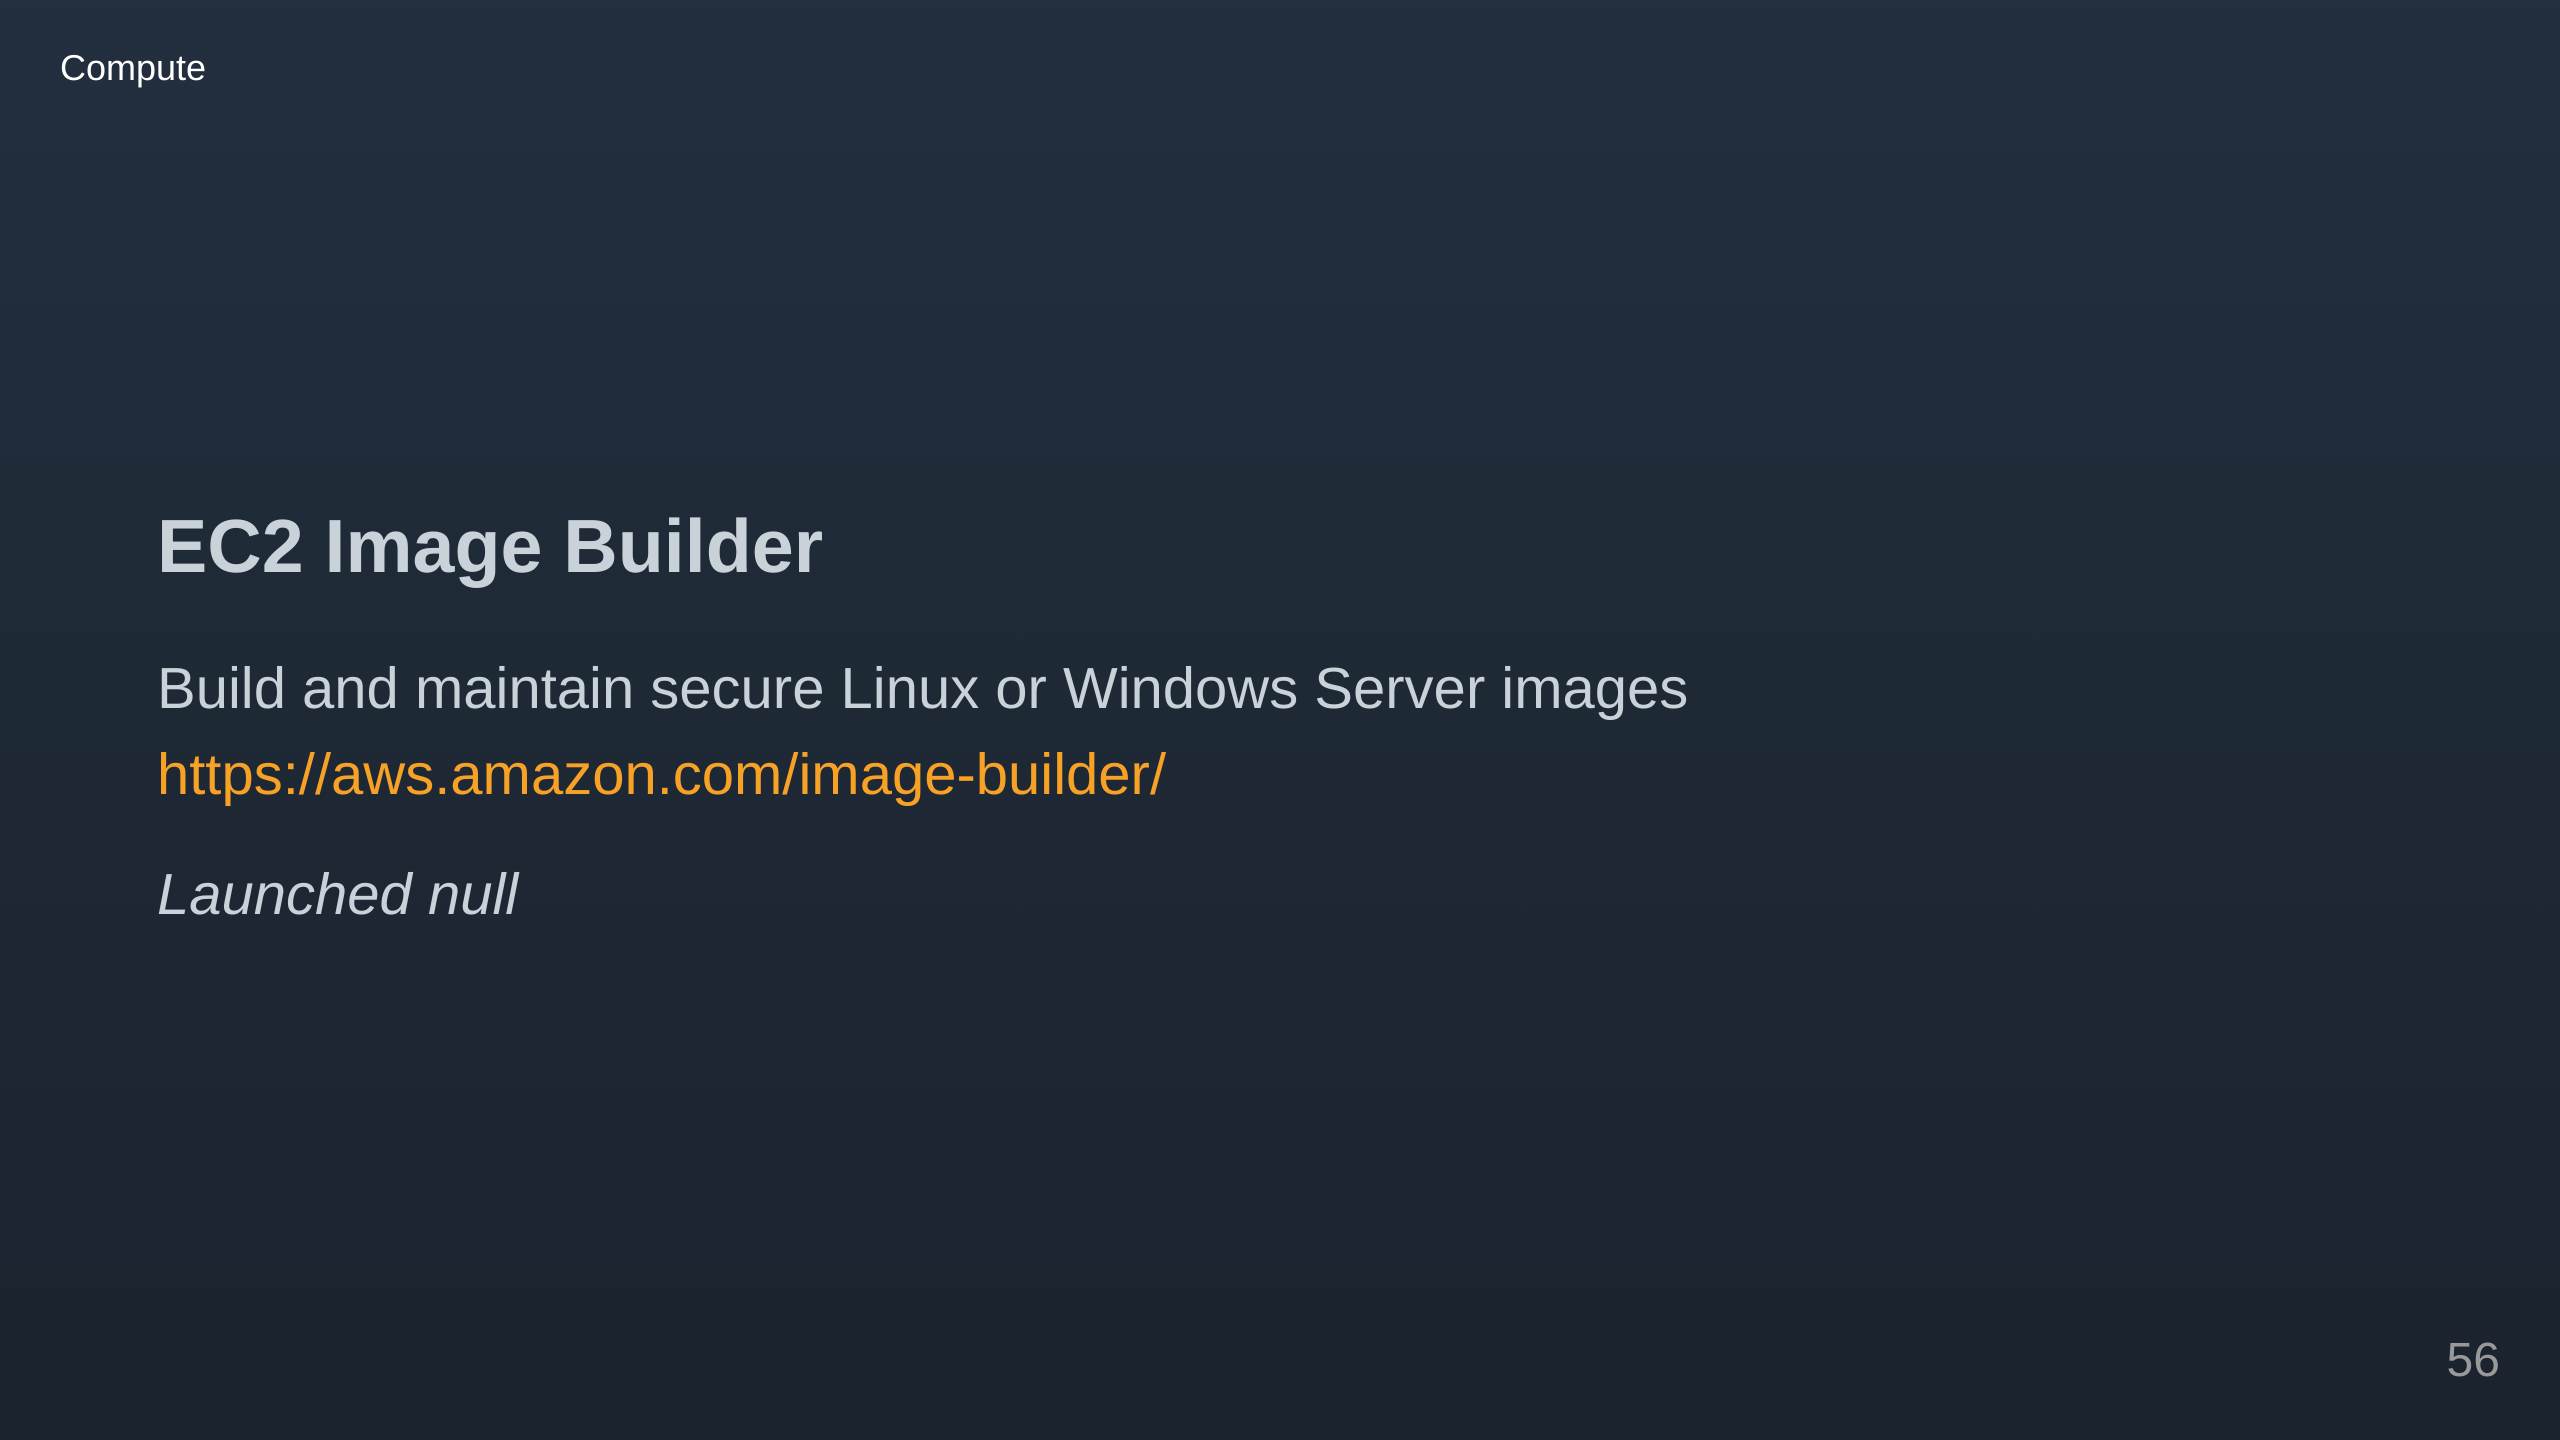 Compute
EC2 Image Builder
Build and maintain secure Linux or Windows Server images
https://aws.amazon.com/image-builder/
Launched null
56